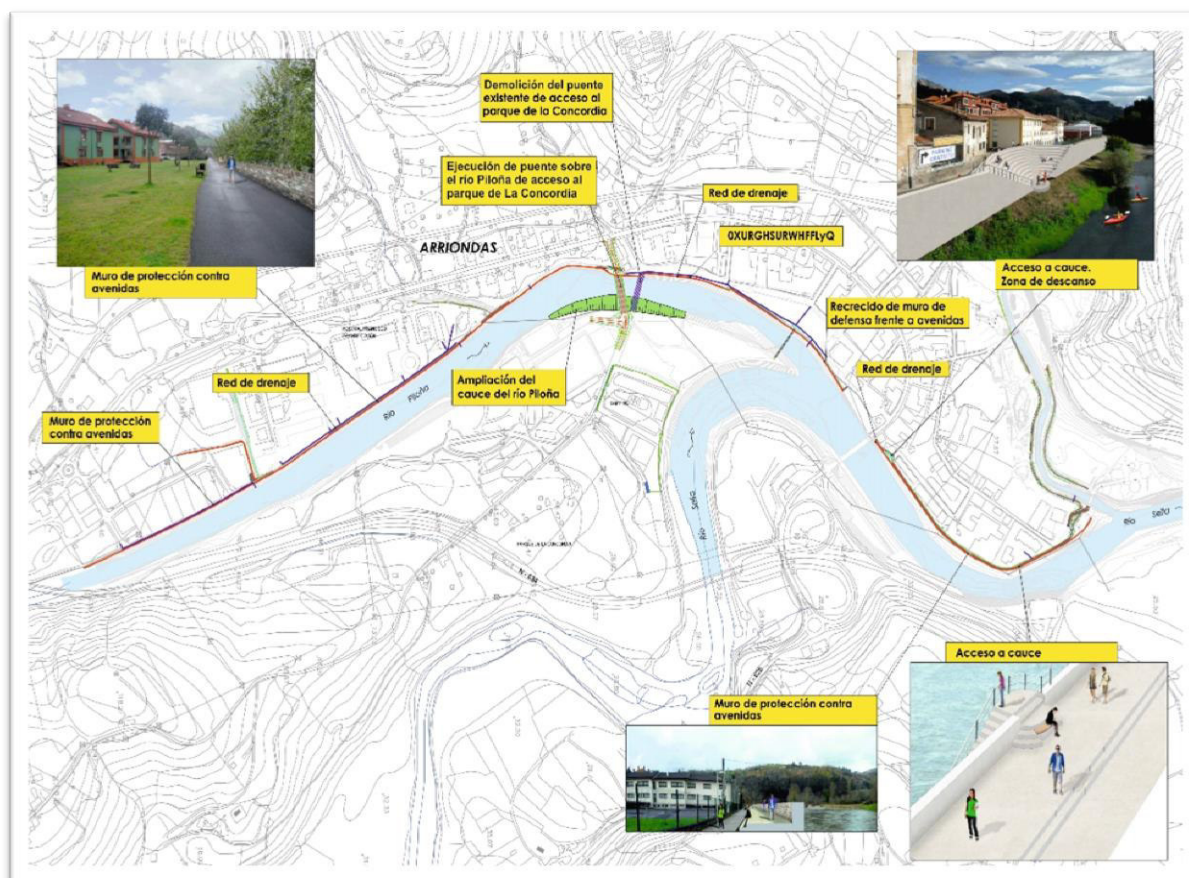 Demolición del puente
existente de acceso al
parque de la Concordia
Ejecución de puente sobre
el río Piloña de acceso al
parque de La Concordia
Red de drenaje
0XURGHSURWHFFLyQ
ARRIONDAS
Muro de protección contra
avenidas
Acceso a cauce.
Zona de descanso
Recrecido de muro de
defensa frente a avenidas
Red de drenaje
Red de drenaje
Ampliación del
cauce del río Piloña
Muro de protección
contra avenidas
Río Piloña
Río Sella
Río Sella
N - 634
N - 625
Acceso a cauce
Muro de protección contra
avenidas